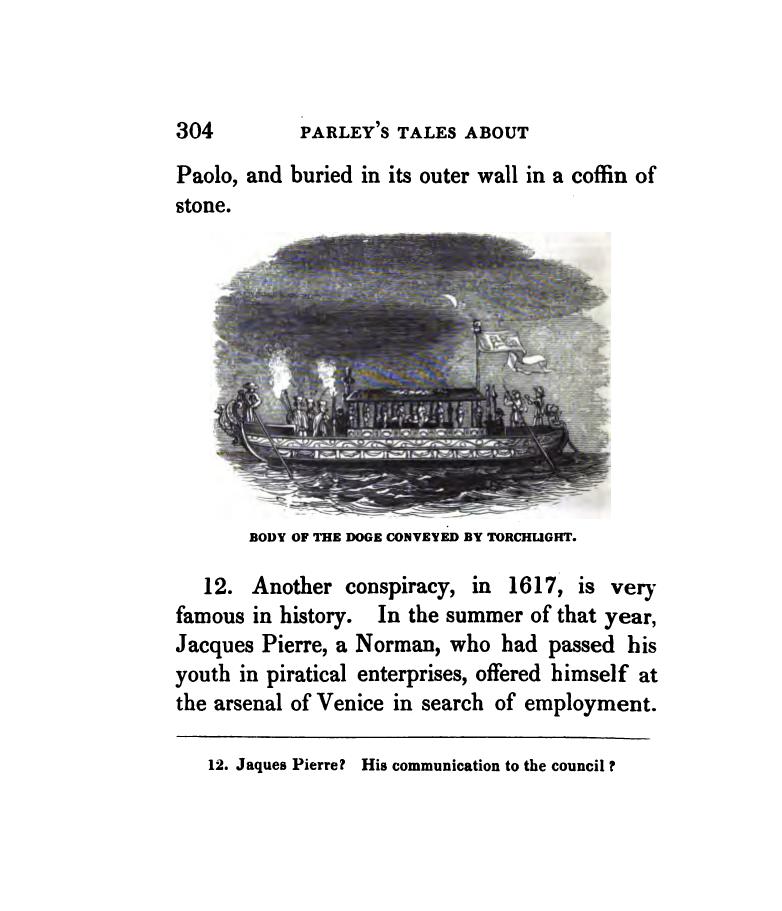 304 PARLEY'S TALES ABOUT
Paolo, and buried in its outer wall in a coffin of
stone.
BODY OF THE DOGE CONVEYED BY TORCHLIGHT.
12. Another conspiracy, in 1617, is very
famous in history. In the summer of that year,
Jacques Pierre, a Norman, who had passed his
youth in piratical enterprises, offered himself at
the arsenal of Venice in search of employment.
12. Jaques Pierre? His communication to the council?